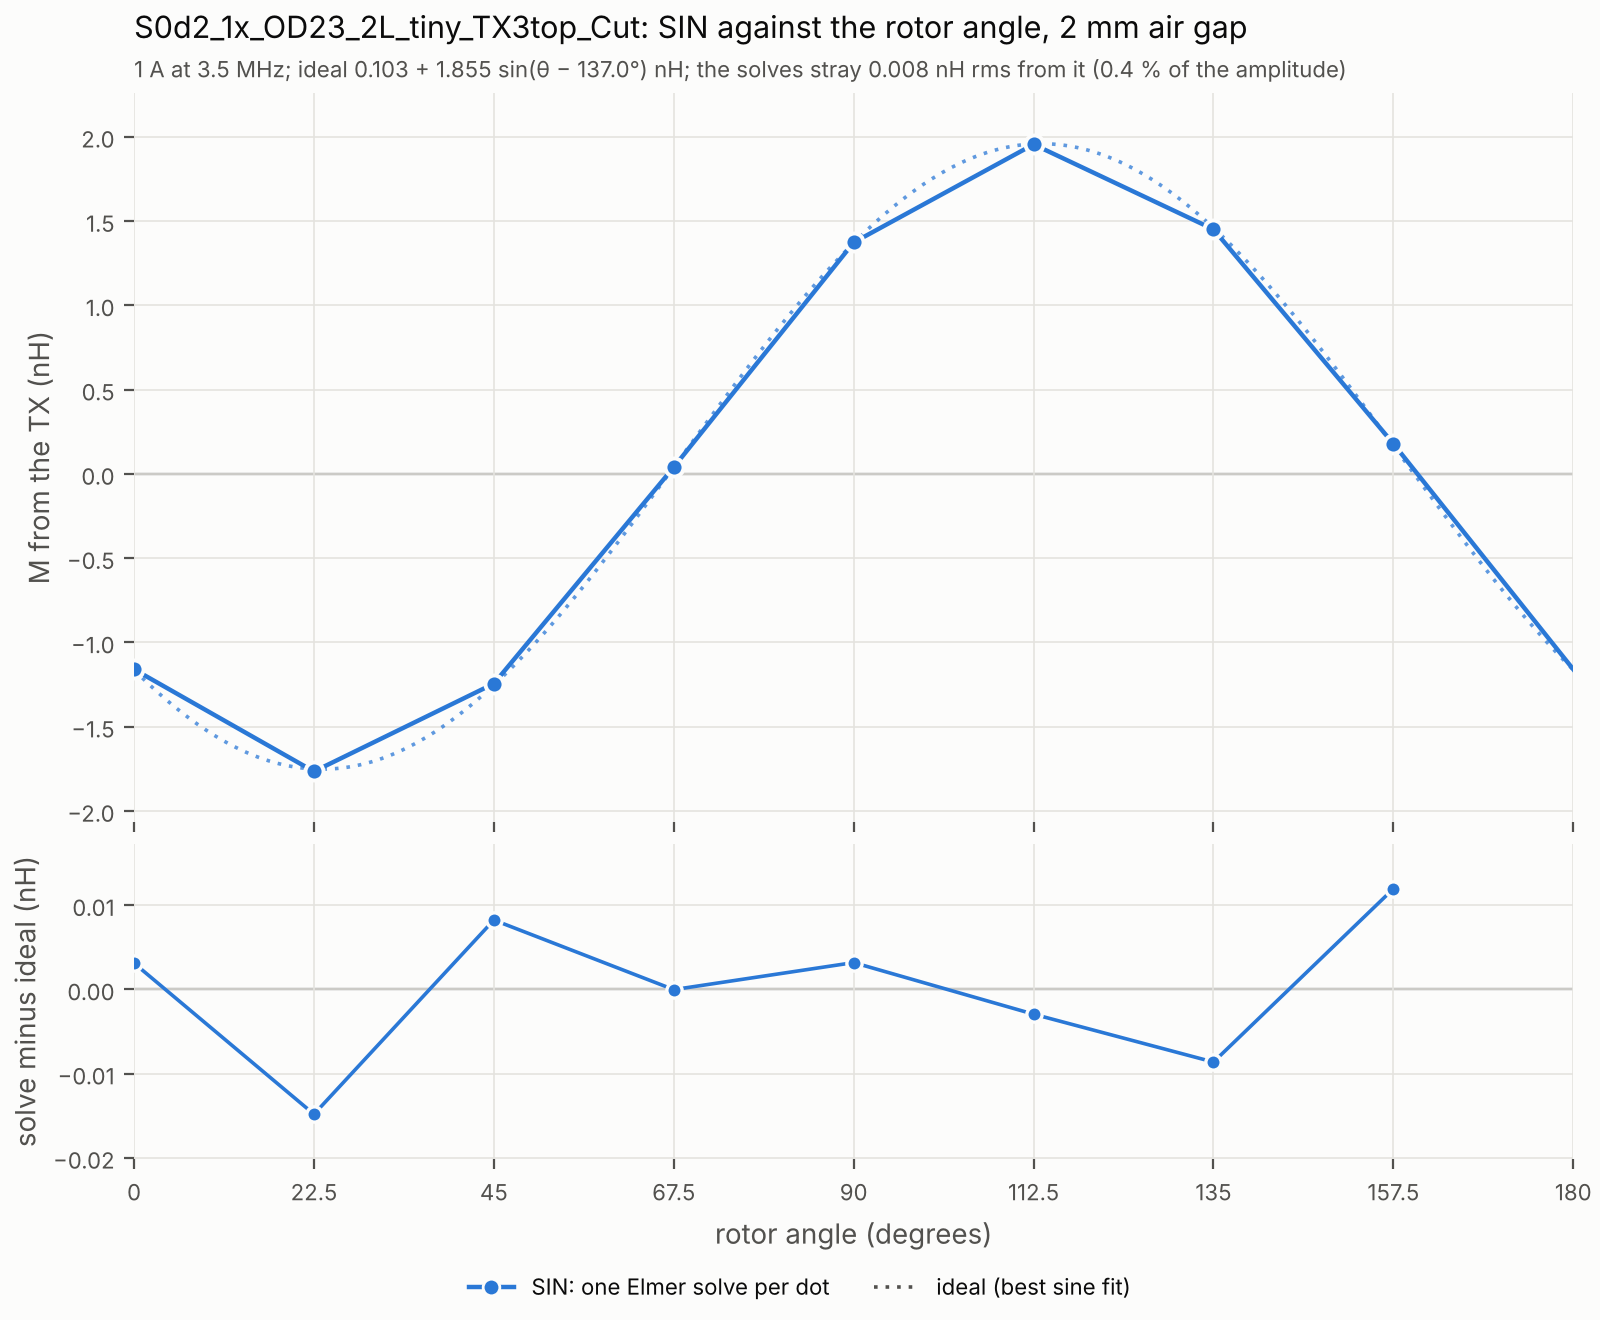 S0d2_1x_OD23_2L_tiny_TX3top_Cut: SIN against the rotor angle, 2 mm air gap
1 A at 3.5 MHz; ideal 0.103 + 1.855 sin(θ − 137.0°) nH; the solves stray 0.008 nH rms from it (0.4 % of the amplitude)
M from the TX (nH)
2.0
1.5
1.0
0.5
0.0
−0.5
−1.0
−1.5
−2.0
solve minus ideal (nH)
0.01
0.00
−0.01
−0.02
0 22.5 45 67.5 90 112.5 135 157.5 180
rotor angle (degrees)
SIN: one Elmer solve per dot ideal (best sine fit)